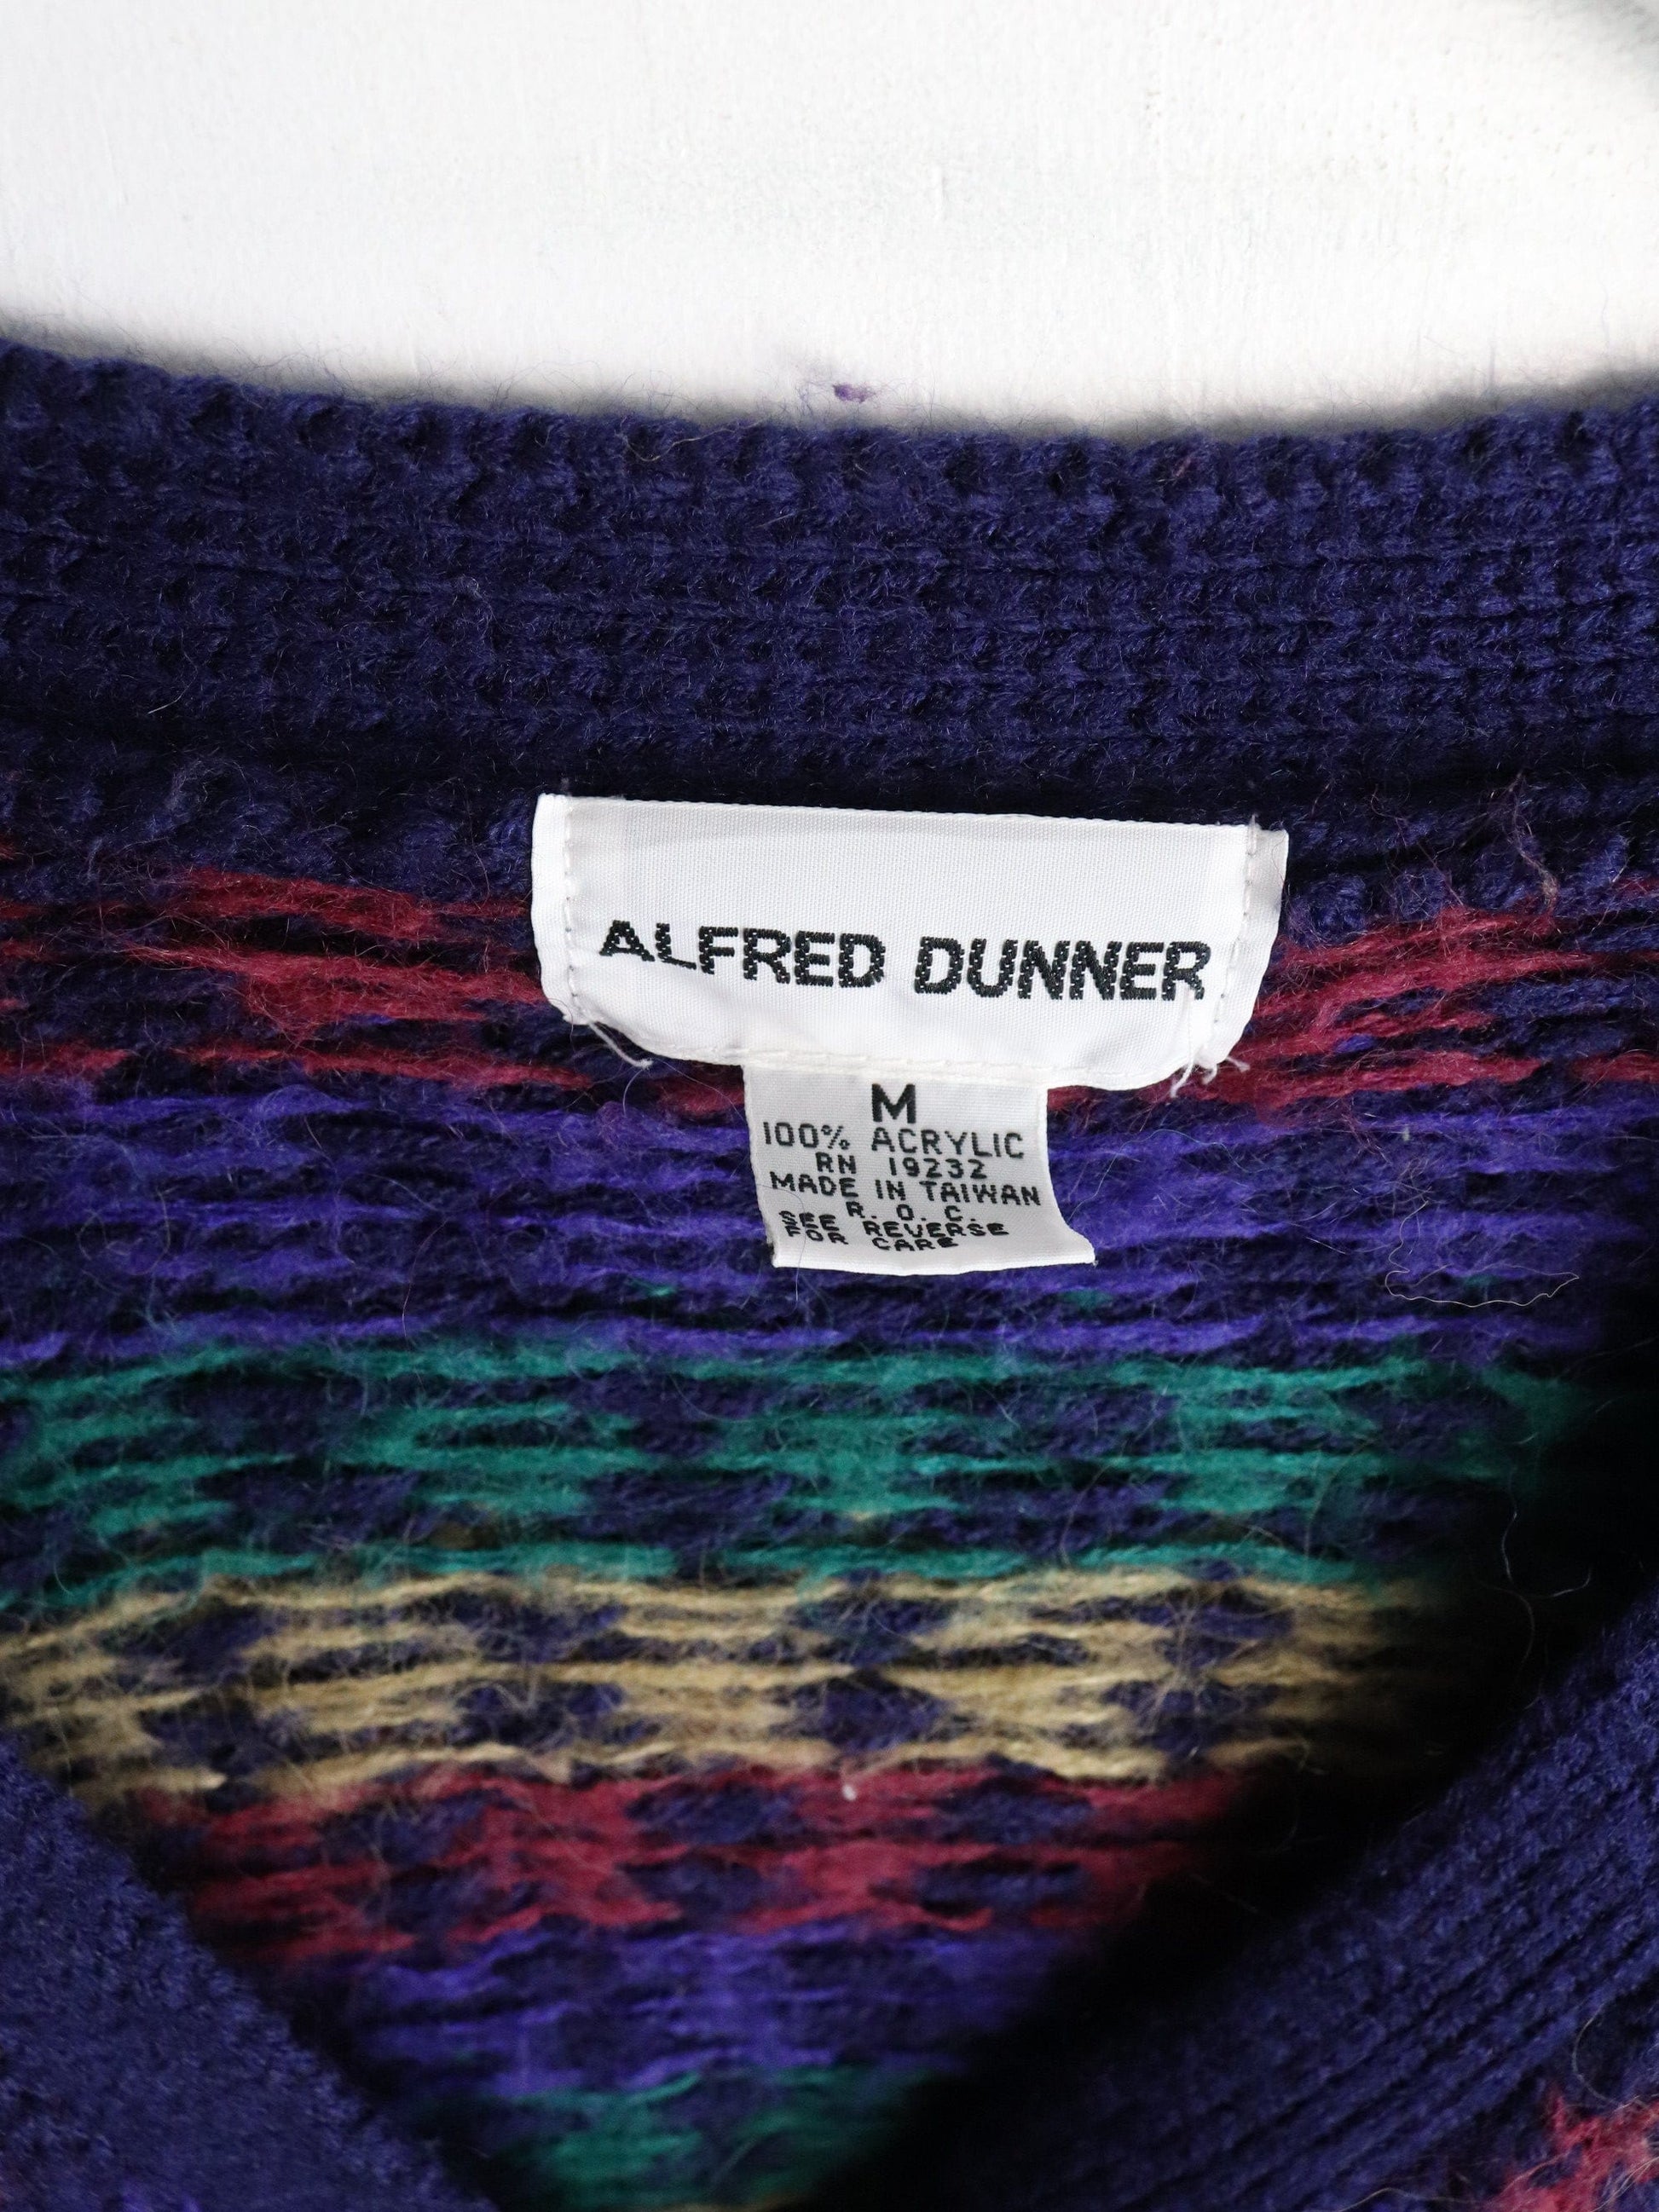 ALFRED DUNNER
M
100% ACRYLIC
RN 19232
MADE IN TAIWAN
R. O. C.
SEE REVERSE
FOR CARE